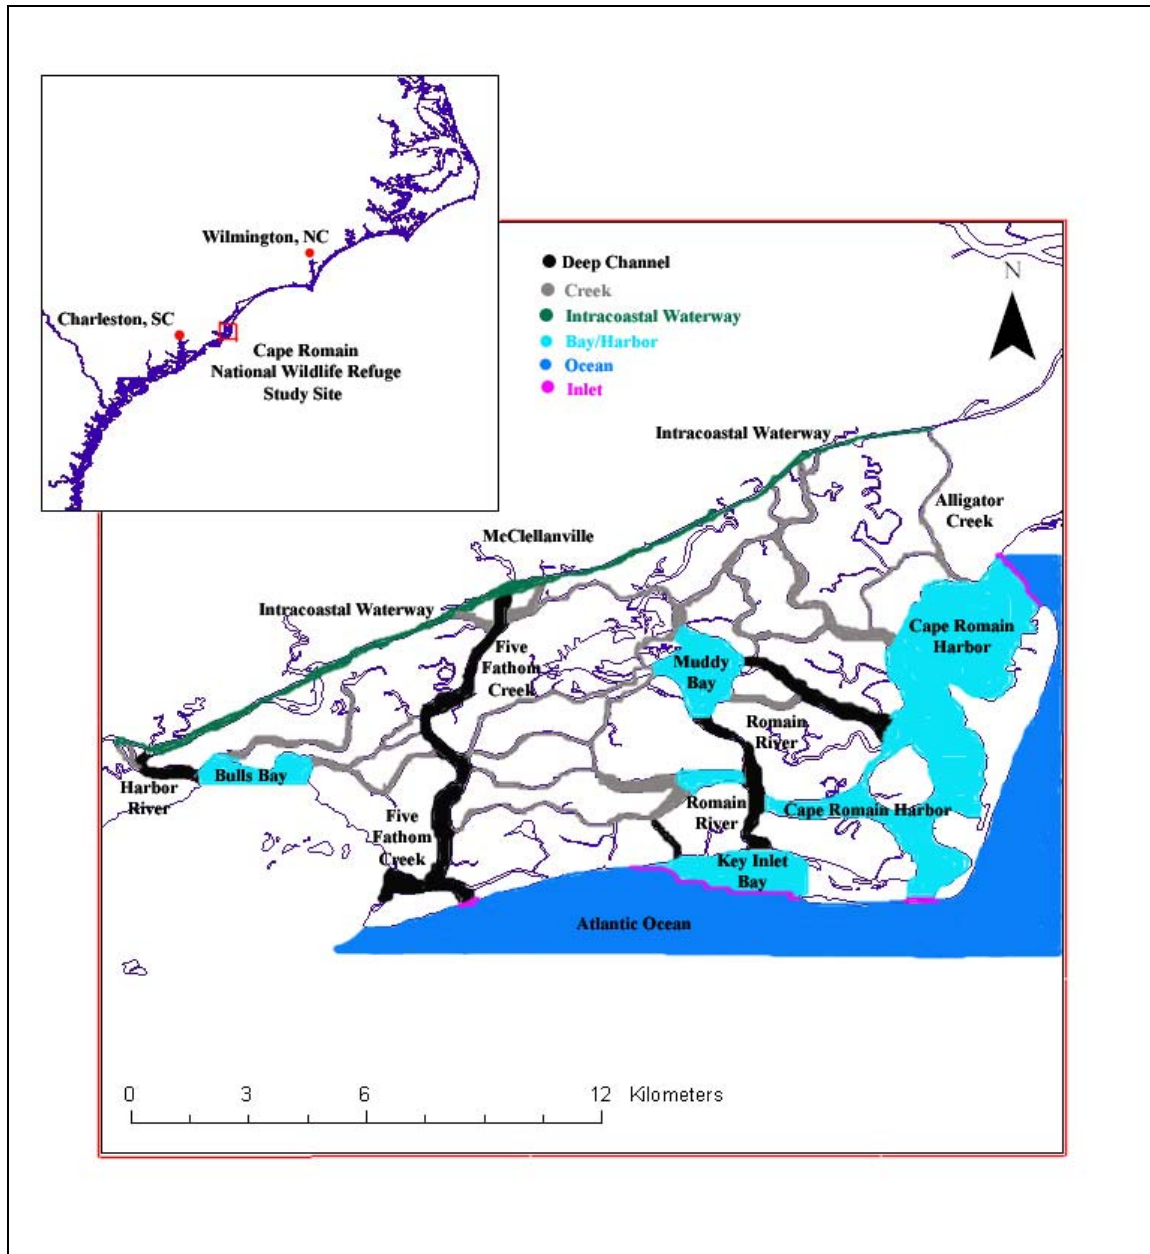 Wilmington, NC
Charleston, SC
Cape Romain
National Wildlife Refuge
Study Site
Deep Channel
Creek
Intracoastal Waterway
Bay/Harbor
Ocean
Inlet
N
Intracoastal Waterway
Alligator
Creek
McClellanville
Intracoastal Waterway
Cape Romain
Harbor
Five
Fathom
Creek
Muddy
Bay
Romain
River
Bulls Bay
Harbor
River
Romain
River
Cape Romain Harbor
Five
Fathom
Creek
Key Inlet
Bay
Atlantic Ocean
0 3 6 12 Kilometers